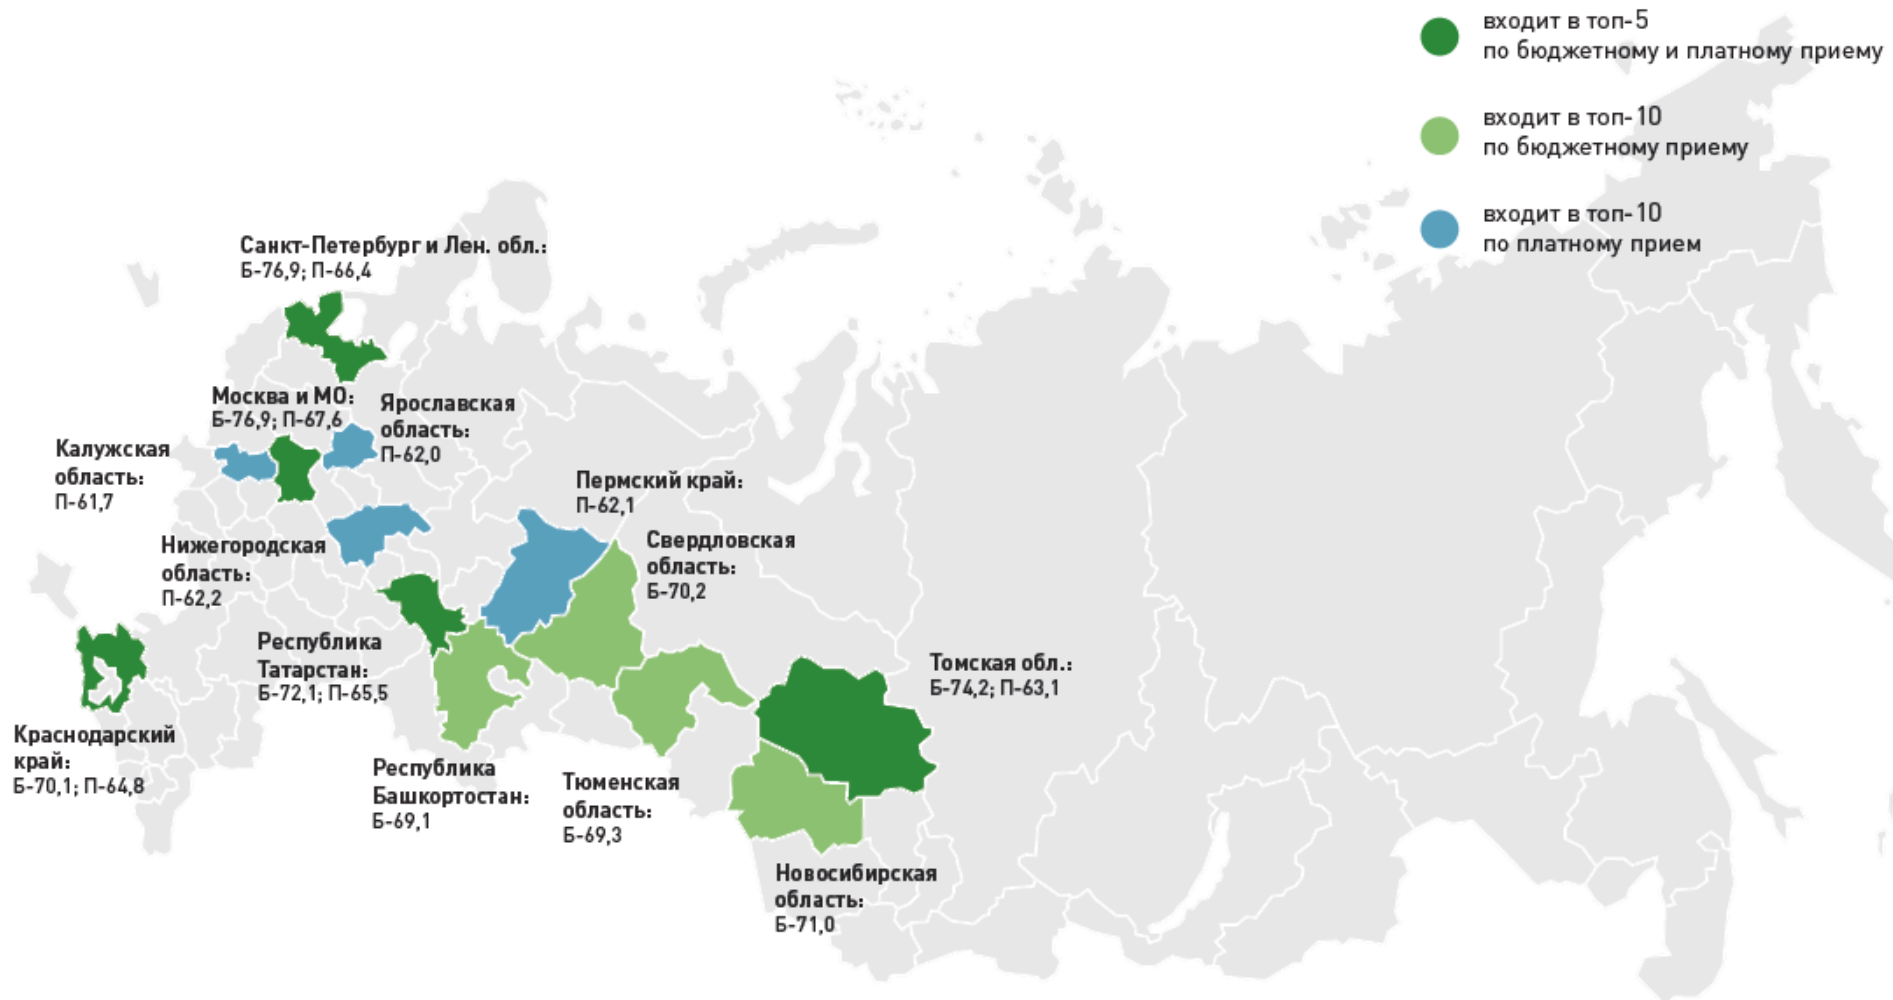 входит в топ-5
по бюджетному и платному приему
входит в топ-10
по бюджетному приему
входит в топ-10
по платному прием
Санкт-Петербург и Лен. обл.:
Б-76,9; П-66,4
Москва и МО:
Б-76,9; П-67,6
Ярославская
область:
П-62,0
Калужская
область:
П-61,7
Пермский край:
П-62,1
Свердловская
область:
Б-70,2
Нижегородская
область:
П-62,2
Республика
Татарстан:
Б-72,1; П-65,5
Томская обл.:
Б-74,2; П-63,1
Краснодарский
край:
Б-70,1; П-64,8
Республика
Башкортостан:
Б-69,1
Тюменская
область:
Б-69,3
Новосибирская
область:
Б-71,0